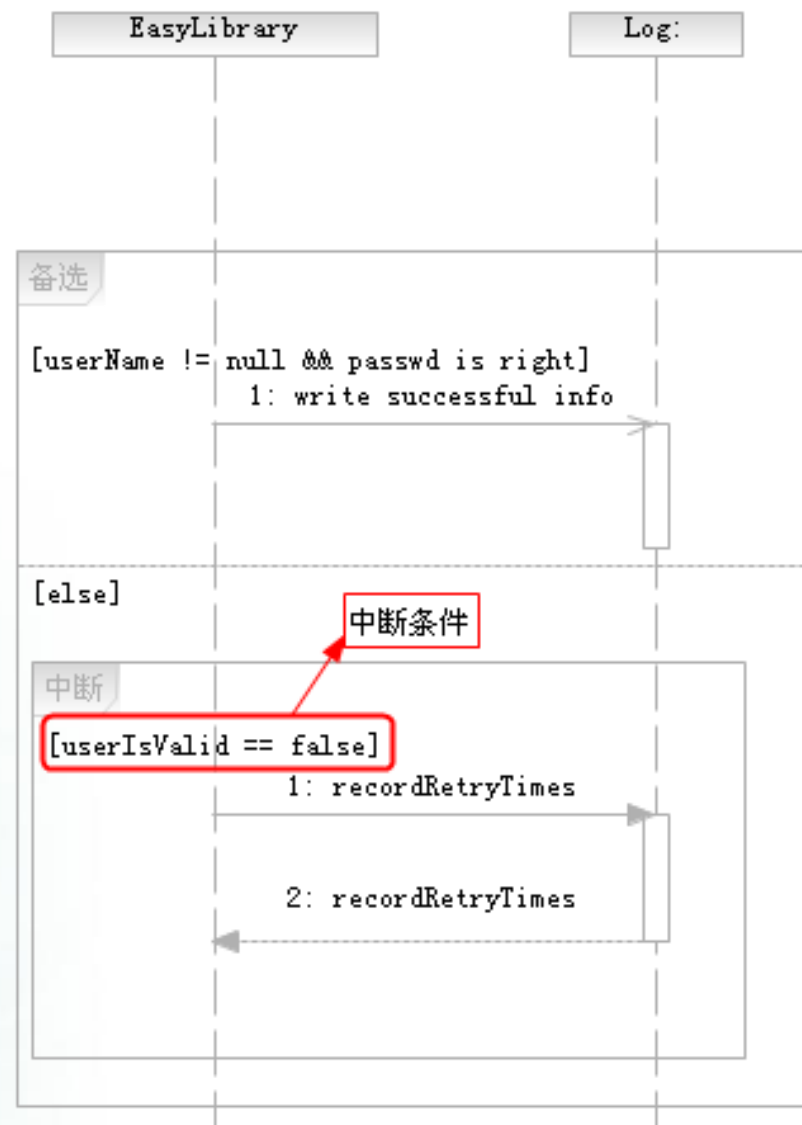 EasyLibrary
Log:
备选
[userName != null && passwd is right]
1: write successful info
[else]
中断条件
中断
[userIsValid == false]
1: recordRetryTimes
2: recordRetryTimes